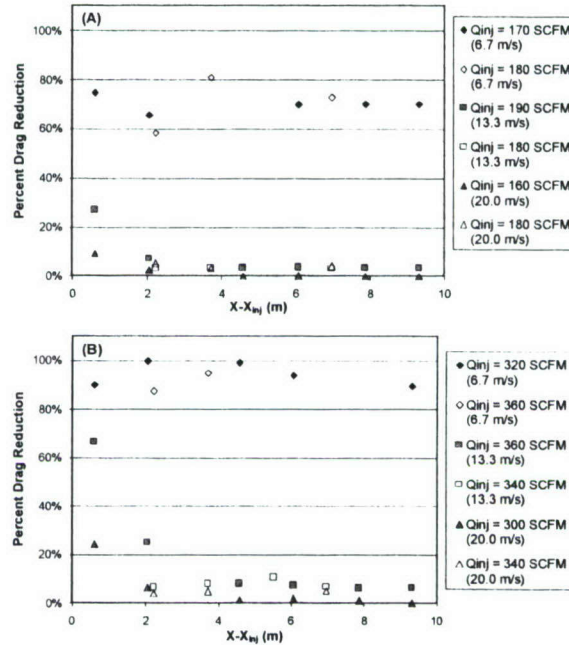 (A)
100%
80%
60%
40%
20%
0%
Percent Drag Reduction
0 2 4 6 8 10
X-Xinj (m)
Qinj = 170 SCFM
(6.7 m/s)
Qinj = 180 SCFM
(6.7 m/s)
Qinj = 190 SCFM
(13.3 m/s)
Qinj = 180 SCFM
(13.3 m/s)
Qinj = 160 SCFM
(20.0 m/s)
Qinj = 180 SCFM
(20.0 m/s)
(B)
100%
80%
60%
40%
20%
0%
Percent Drag Reduction
0 2 4 6 8 10
X-Xinj (m)
Qinj = 320 SCFM
(6.7 m/s)
Qinj = 360 SCFM
(6.7 m/s)
Qinj = 360 SCFM
(13.3 m/s)
Qinj = 340 SCFM
(13.3 m/s)
Qinj = 300 SCFM
(20.0 m/s)
Qinj = 340 SCFM
(20.0 m/s)